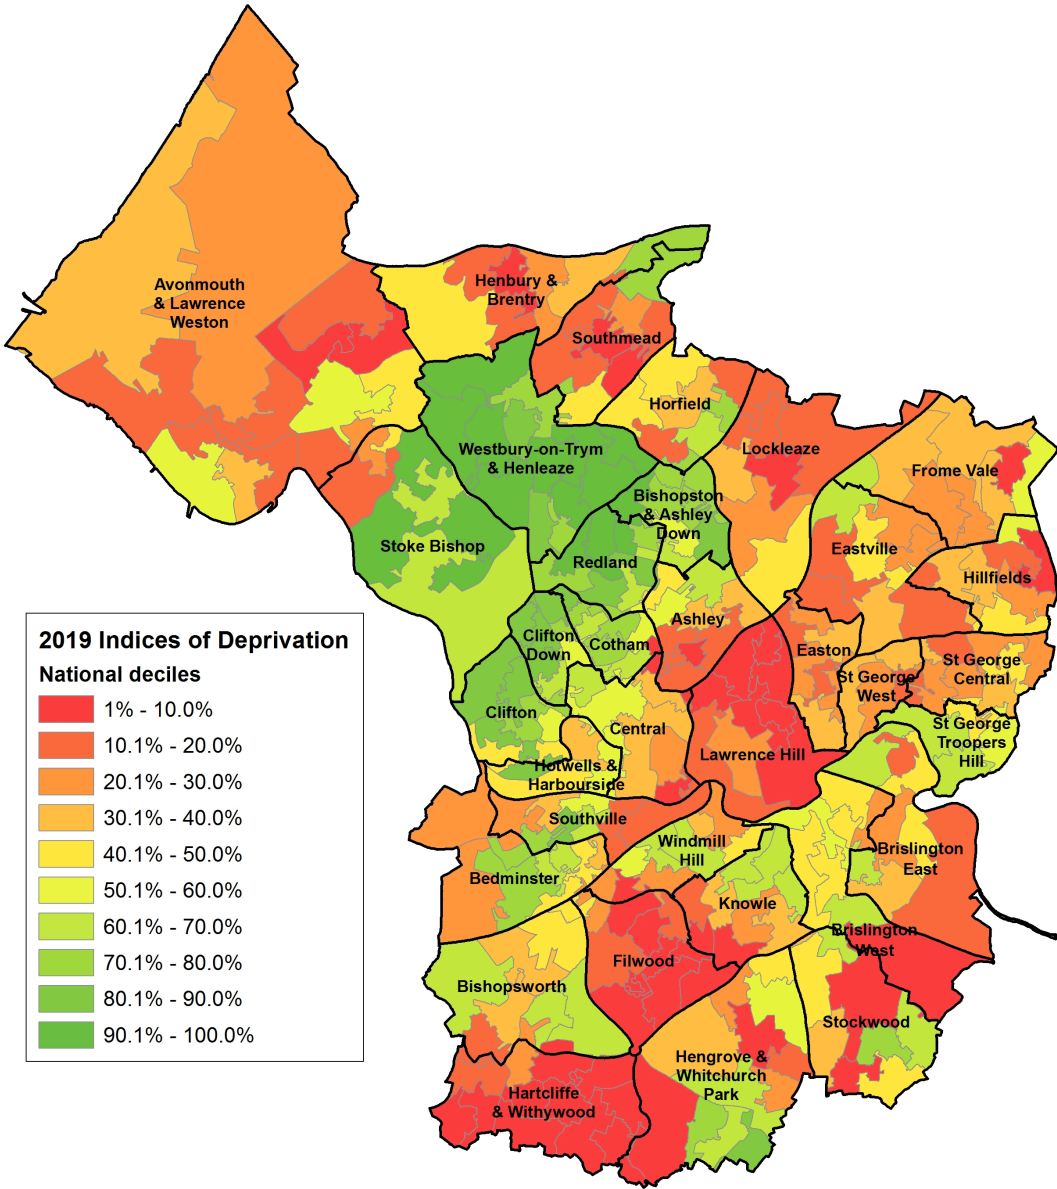 Avonmouth
& Lawrence
Weston
Henbury &
Brentry
Southmead
Horfield
Lockleaze
Westbury-on-Trym
& Henleaze
Frome Vale
Bishopston
& Ashley
Down
Stoke Bishop
Redland
Eastville
Hillfields
Ashley
Clifton
Down
Cotham
Easton
St George
West
St George
Central
Clifton
Central
St George
Troopers
Hill
Lawrence Hill
Hotwells &
Harbourside
Southville
Windmill
Hill
Brislington
East
Bedminster
Knowle
Brislington
West
Filwood
Bishopsworth
Stockwood
Hengrove &
Whitchurch
Park
Hartcliffe
& Withywood
2019 Indices of Deprivation
National deciles
1% - 10.0%
10.1% - 20.0%
20.1% - 30.0%
30.1% - 40.0%
40.1% - 50.0%
50.1% - 60.0%
60.1% - 70.0%
70.1% - 80.0%
80.1% - 90.0%
90.1% - 100.0%